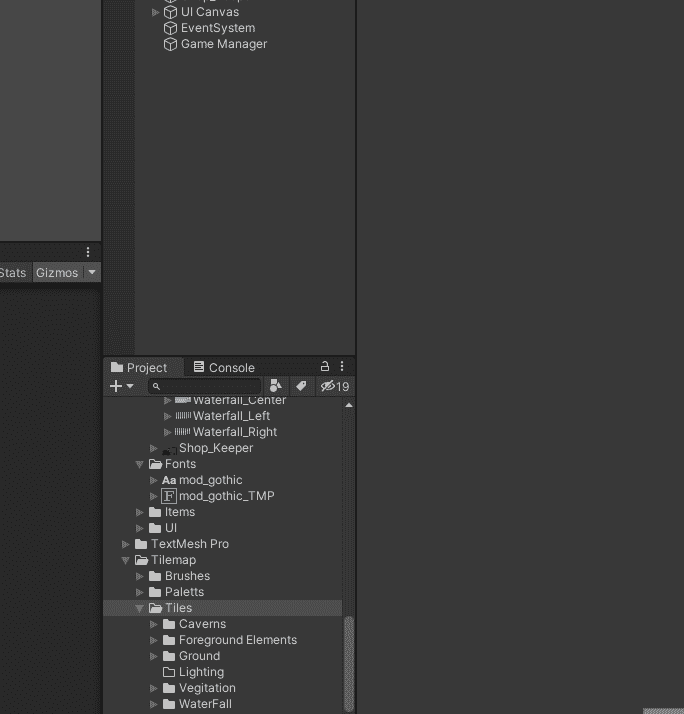 UI Canvas
EventSystem
Game Manager
Stats Gizmos
Project Console
19
Waterfall_Center
Waterfall_Left
Waterfall_Right
Shop_Keeper
Fonts
Aa mod_gothic
F mod_gothic_TMP
Items
UI
TextMesh Pro
Tilemap
Brushes
Paletts
Tiles
Caverns
Foreground Elements
Ground
Lighting
Vegitation
WaterFall